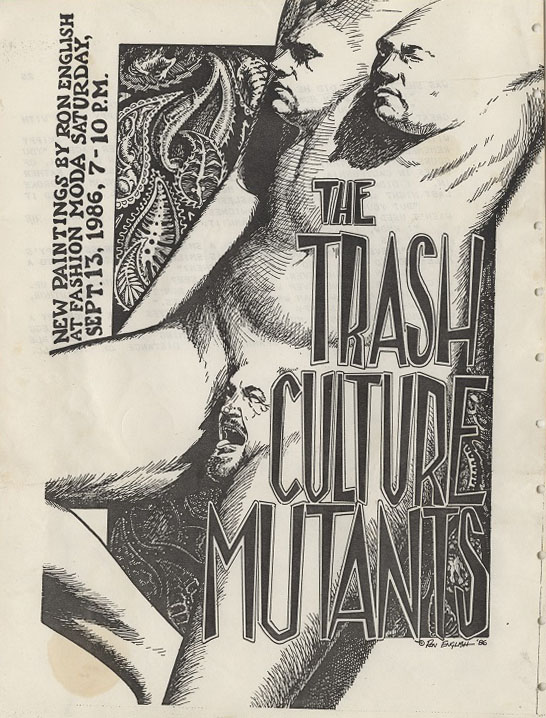 NEW PAINTINGS BY RON ENGLISH
AT FASHION MODA SATURDAY,
SEPT. 13, 1986, 7-10 P.M.
THE
TRASH
CULTURE
MUTANTS
© RON ENGLISH '86